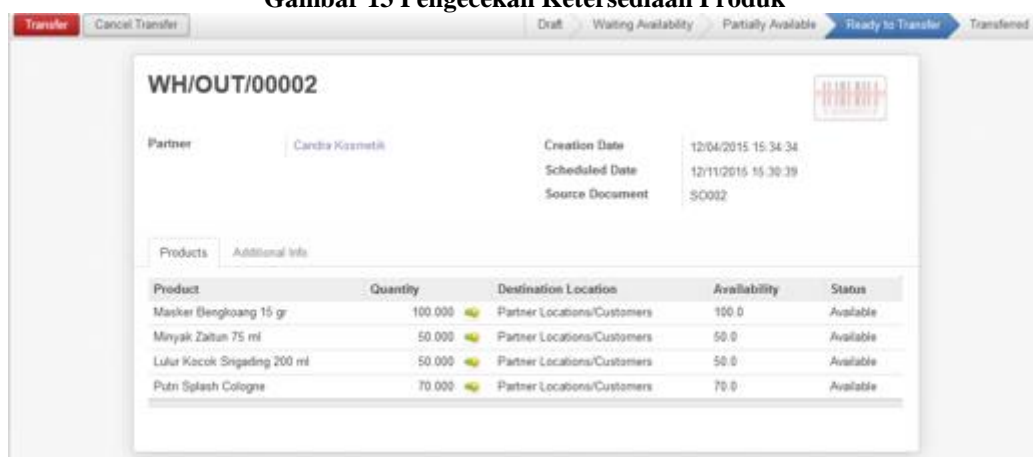 Gambar 15 Pengecekan Ketersediaan Produk
Transfer Cancel Transfer Draft Waiting Availability Partially Available Ready to Transfer Transferred
WH/OUT/00002
Partner Candra Kosmetik Creation Date 12/04/2015 15:34:34
Scheduled Date 12/11/2015 15:30:39
Source Document SO002
Products Additional Info
Product Quantity Destination Location Availability Status
Masker Bengkoang 15 gr 100.000 Partner Locations/Customers 100.0 Available
Minyak Zaitun 75 ml 50.000 Partner Locations/Customers 50.0 Available
Lulur Kocok Srigading 200 ml 50.000 Partner Locations/Customers 50.0 Available
Putri Splash Cologne 70.000 Partner Locations/Customers 70.0 Available